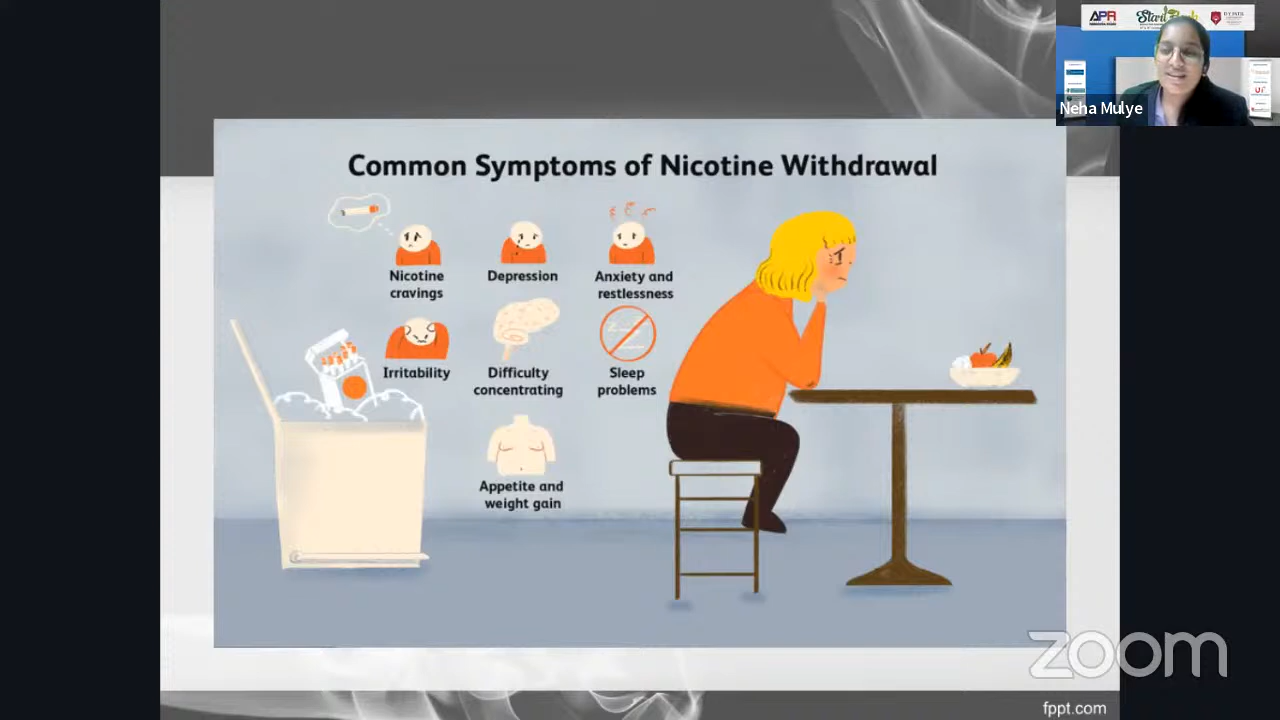 APR
Neha Mulye
Common Symptoms of Nicotine Withdrawal
Nicotine
cravings
Depression
Anxiety and
restlessness
Irritability
Difficulty
concentrating
Sleep
problems
Appetite and
weight gain
zoom
fppt.com